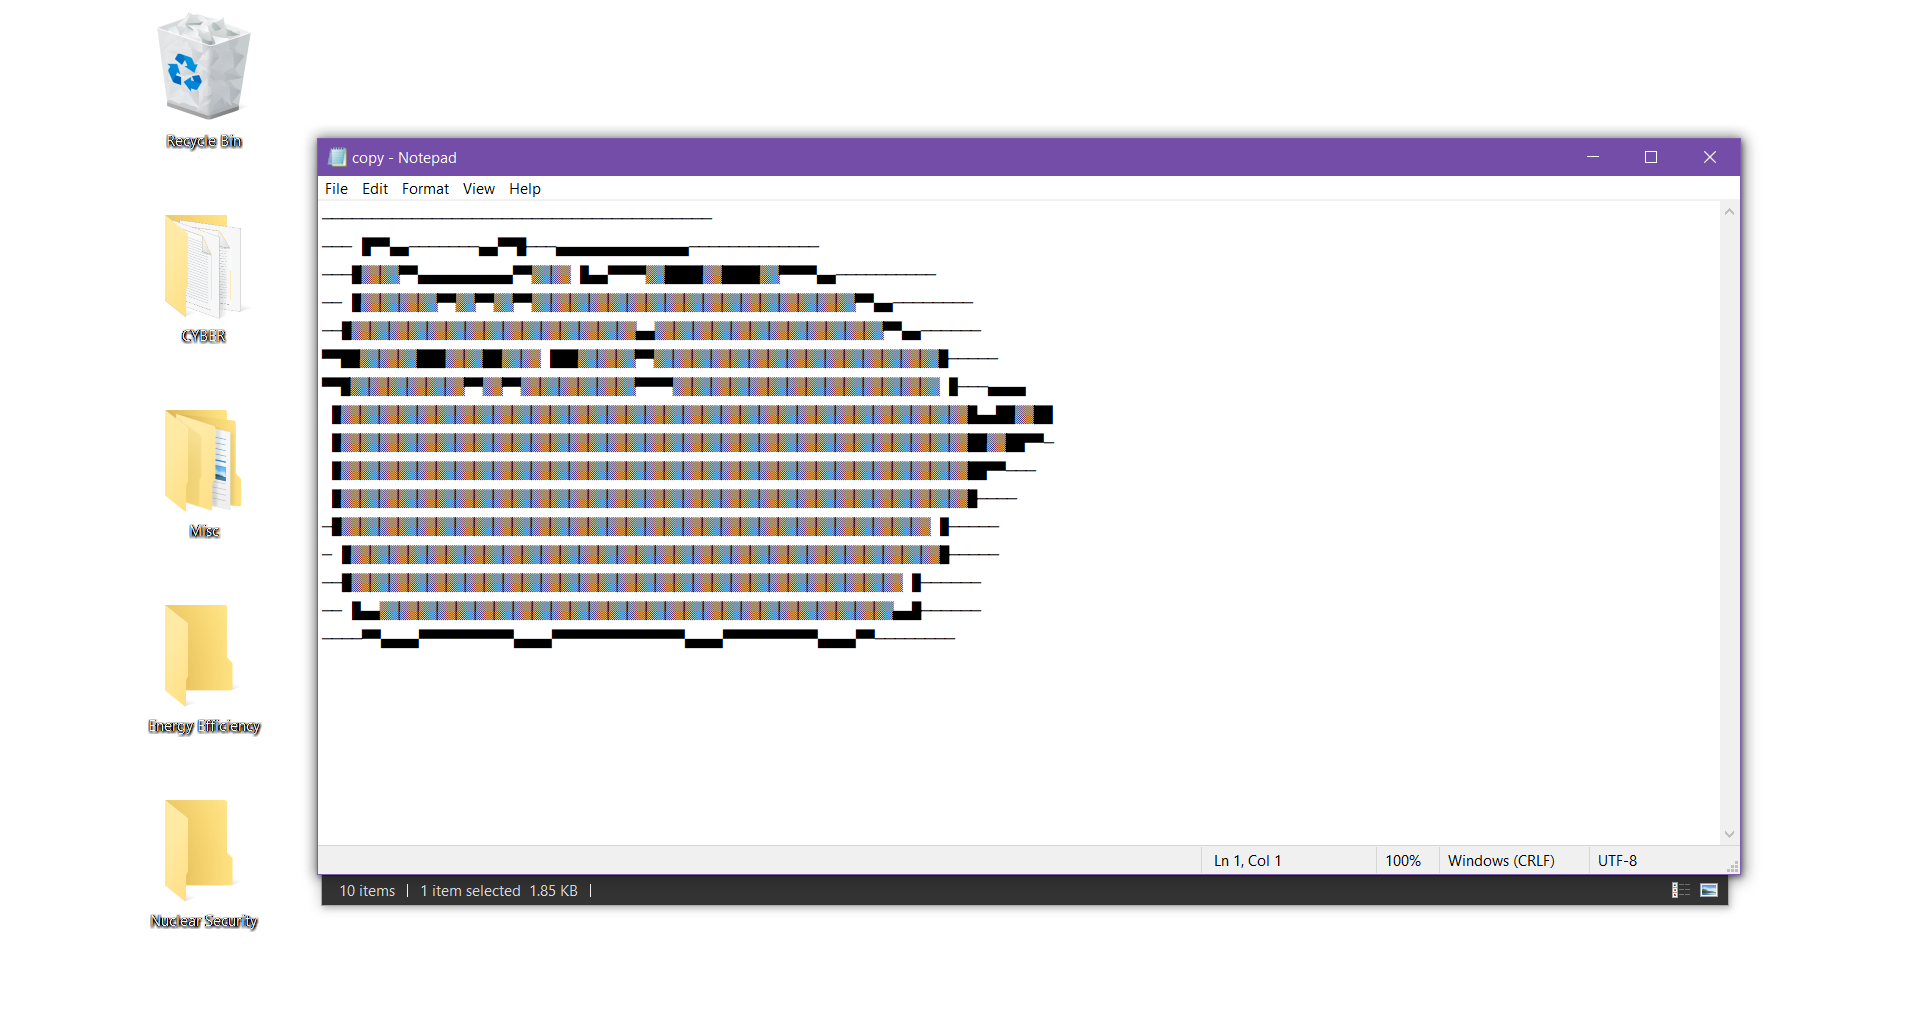 Recycle Bin
CYBER
Misc
Energy Efficiency
Nuclear Security
copy - Notepad
File Edit Format View Help
Ln 1, Col 1 100% Windows (CRLF) UTF-8
10 items | 1 item selected 1.85 KB |